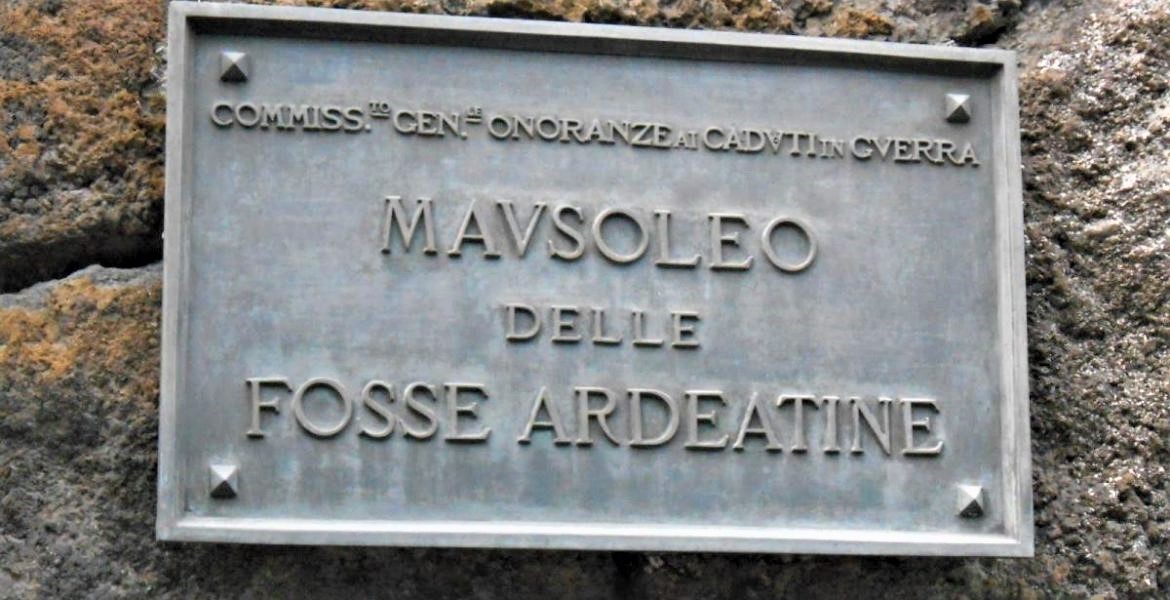 COMMISS.TO GEN.LE ONORANZE AI CADVTI IN GVERRA
MAVSOLEO
DELLE
FOSSE ARDEATINE